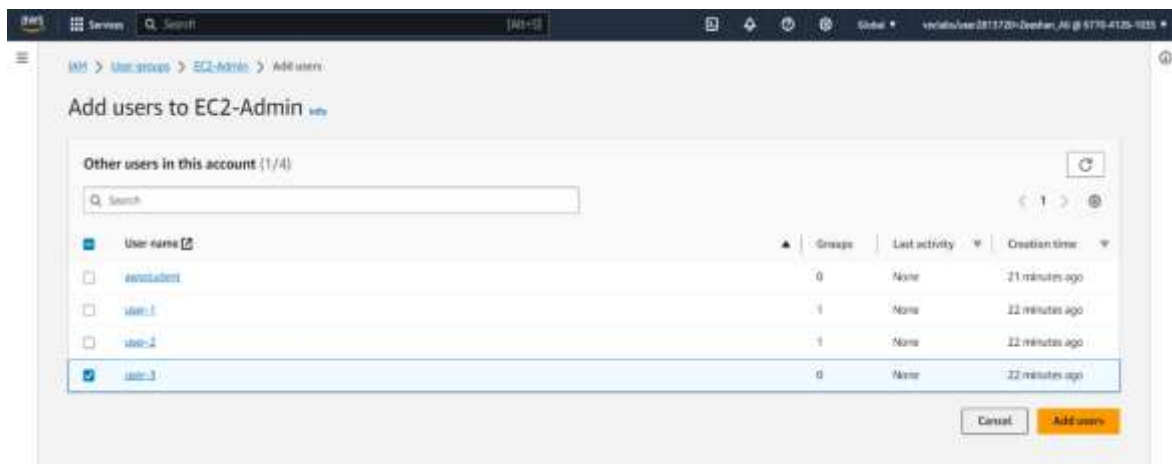 aws Services Search [Alt+S] Global
IAM > User groups > EC2-Admin > Add users
Add users to EC2-Admin Info
Other users in this account (1/4)
Search
1
User name Groups Last activity Creation time
awsstudent 0 None 21 minutes ago
user-1 1 None 22 minutes ago
user-2 1 None 22 minutes ago
user-3 0 None 22 minutes ago
Cancel Add users